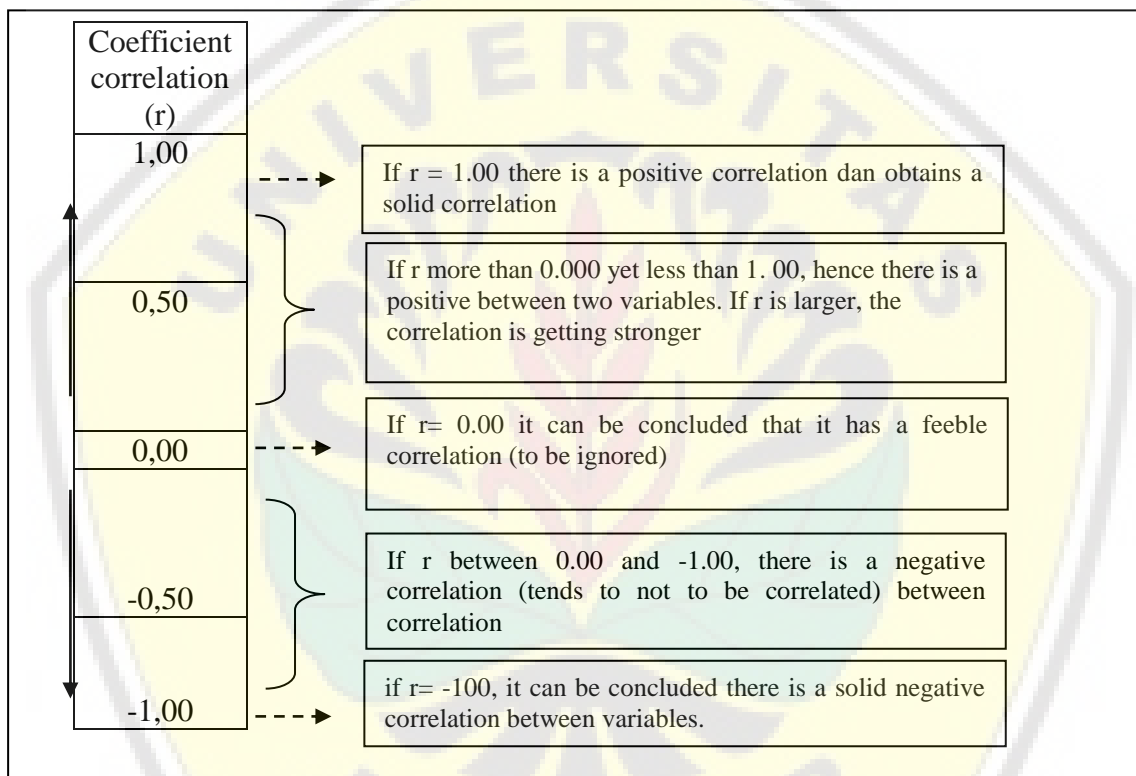 UNIVERSITAS
Coefficient
correlation
(r)
1,00
If r = 1.00 there is a positive correlation dan obtains a
solid correlation
0,50
If r more than 0.000 yet less than 1. 00, hence there is a
positive between two variables. If r is larger, the
correlation is getting stronger
0,00
If r= 0.00 it can be concluded that it has a feeble
correlation (to be ignored)
-0,50
If r between 0.00 and -1.00, there is a negative
correlation (tends to not to be correlated) between
correlation
-1,00
if r= -100, it can be concluded there is a solid negative
correlation between variables.